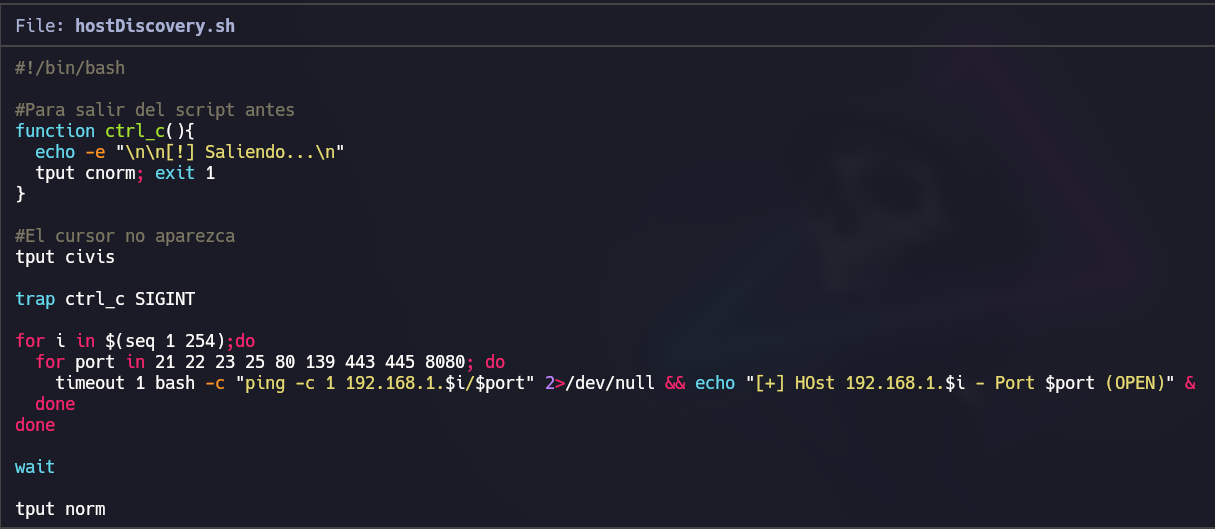 File: hostDiscovery.sh
#!/bin/bash
#Para salir del script antes
function ctrl_c(){
  echo -e "\n\n[!] Saliendo...\n"
  tput cnorm; exit 1
}
#El cursor no aparezca
tput civis
trap ctrl_c SIGINT
for i in $(seq 1 254);do
  for port in 21 22 23 25 80 139 443 445 8080; do
    timeout 1 bash -c "ping -c 1 192.168.1.$i/$port" 2>/dev/null && echo "[+] HOst 192.168.1.$i - Port $port (OPEN)" &
  done
done
wait
tput norm